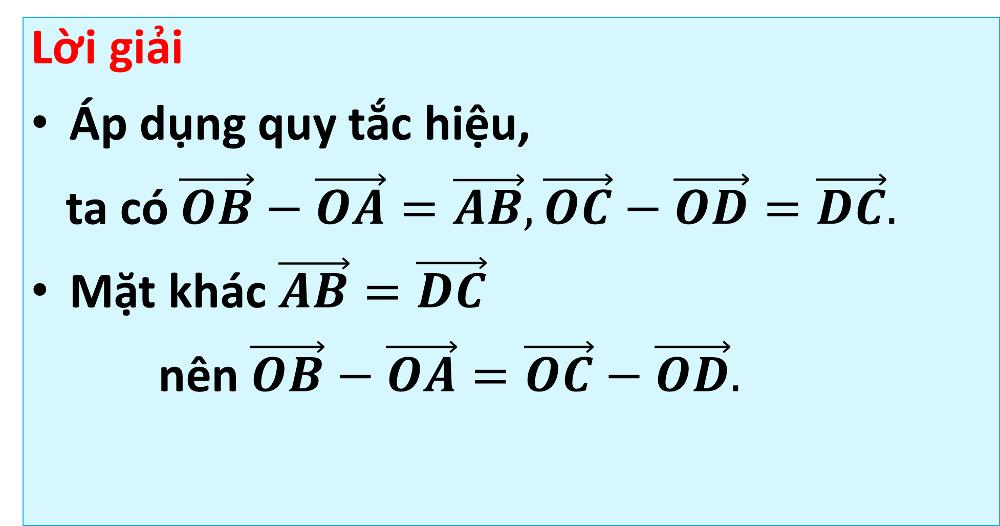 Lời giải
• Áp dụng quy tắc hiệu,
ta có $\overrightarrow{OB} - \overrightarrow{OA} = \overrightarrow{AB}, \overrightarrow{OC} - \overrightarrow{OD} = \overrightarrow{DC}.$
• Mặt khác $\overrightarrow{AB} = \overrightarrow{DC}$
nên $\overrightarrow{OB} - \overrightarrow{OA} = \overrightarrow{OC} - \overrightarrow{OD}.$